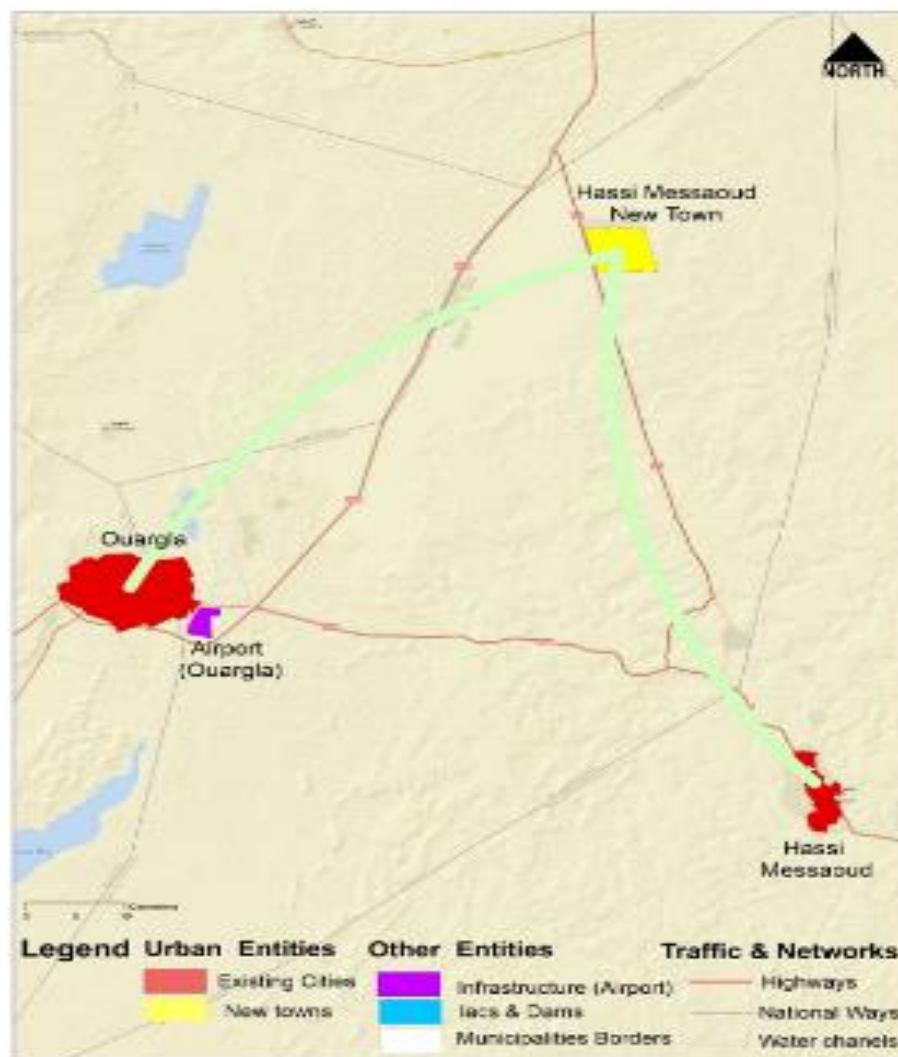 NORTH
Hassi Messaoud
New Town
Ouargla
Airport
(Ouargla)
Hassi
Messaoud
Legend
Urban Entities
Existing Cities
New towns
Other Entities
Infrastructure (Airport)
lacs & Dams
Municipalities Borders
Traffic & Networks
Highways
National Ways
Water chanels